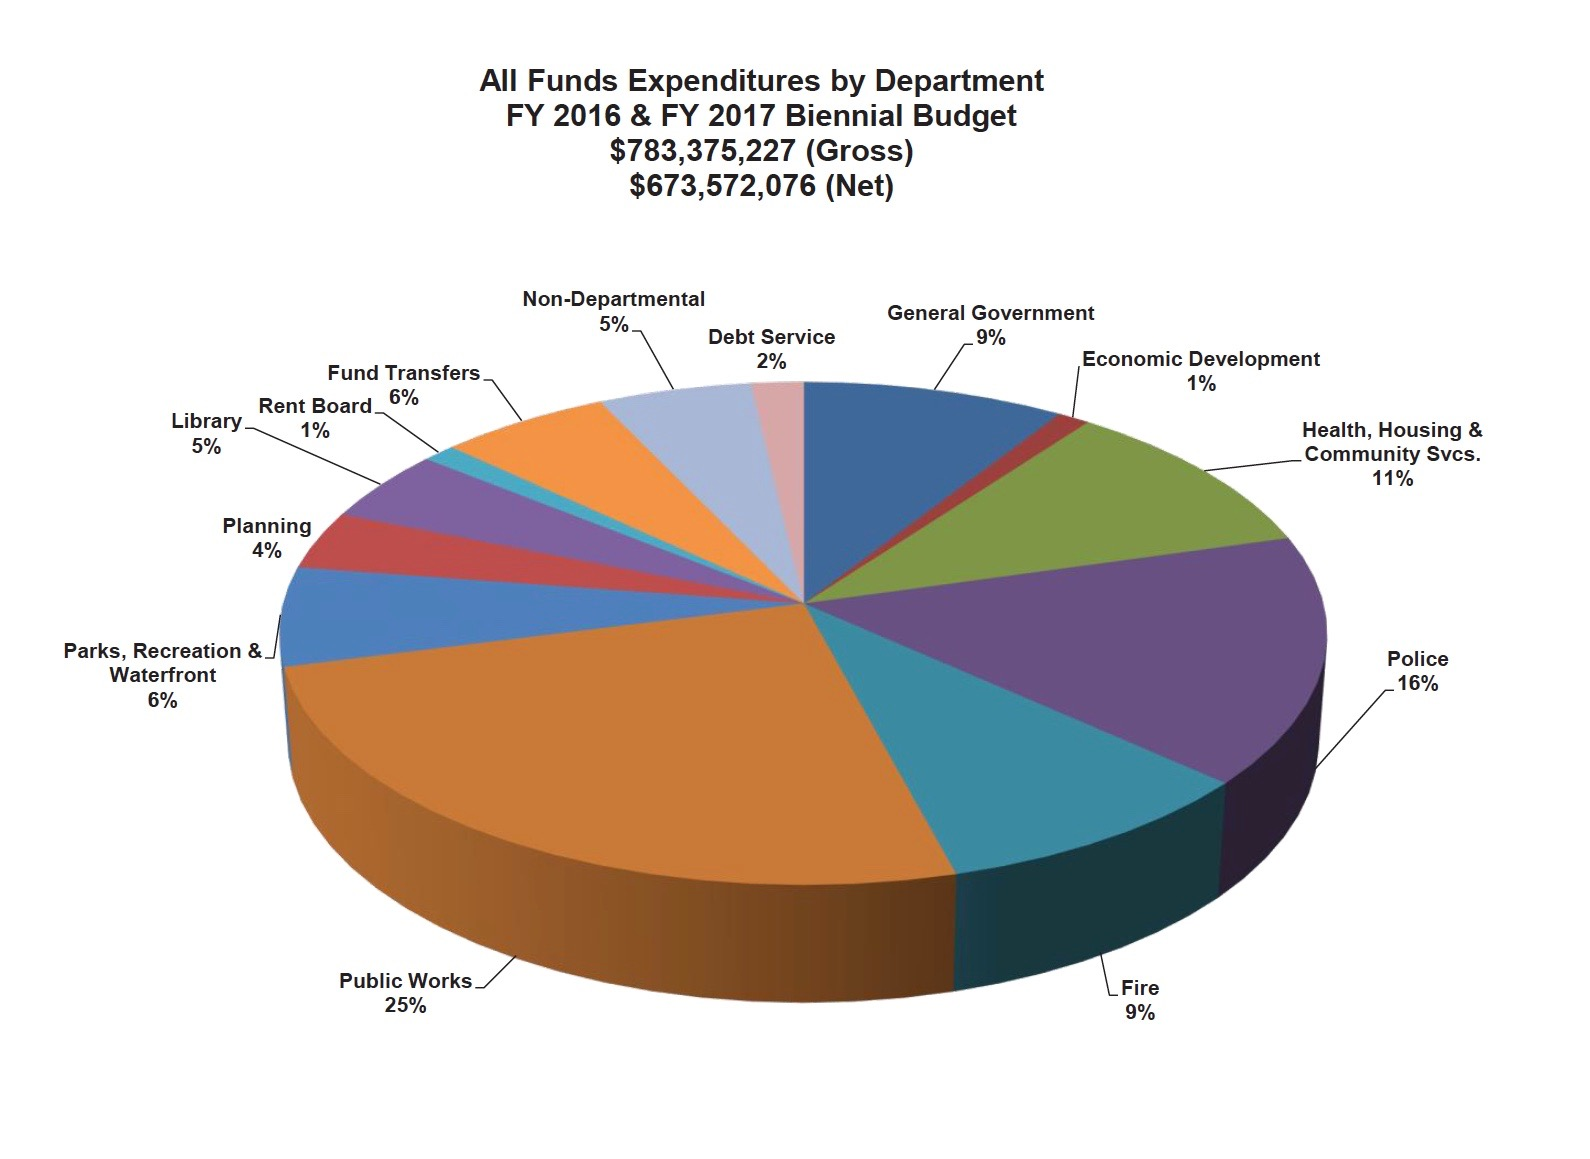 All Funds Expenditures by Department
FY 2016 & FY 2017 Biennial Budget
$783,375,227 (Gross)
$673,572,076 (Net)
Non-Departmental
5%
Debt Service
2%
General Government
9%
Economic Development
1%
Fund Transfers
6%
Rent Board
1%
Library
5%
Health, Housing &
Community Svcs.
11%
Planning
4%
Parks, Recreation &
Waterfront
6%
Police
16%
Public Works
25%
Fire
9%